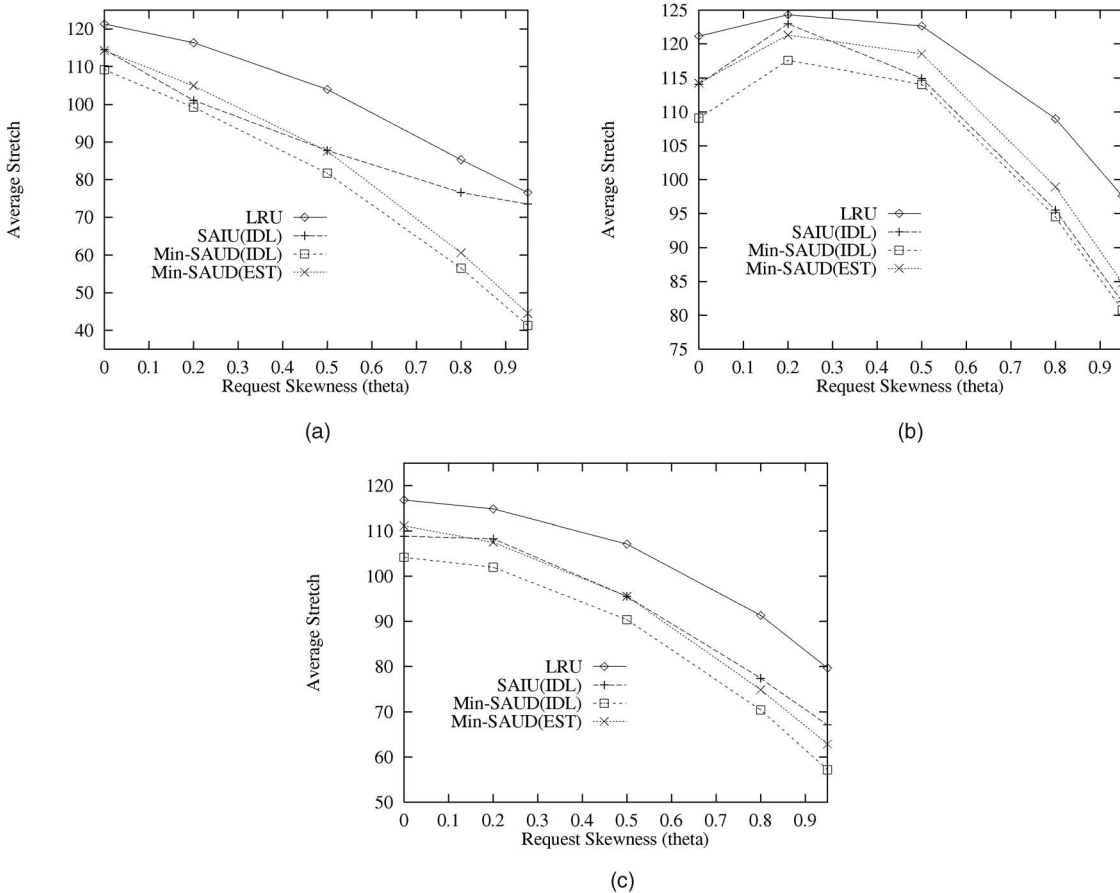 120
110
100
90
80
70
60
50
40
Average Stretch
LRU
SAIU(IDL)
Min-SAUD(IDL)
Min-SAUD(EST)
0 0.1 0.2 0.3 0.4 0.5 0.6 0.7 0.8 0.9
Request Skewness (theta)
(a)
125
120
115
110
105
100
95
90
85
80
75
Average Stretch
LRU
SAIU(IDL)
Min-SAUD(IDL)
Min-SAUD(EST)
0 0.1 0.2 0.3 0.4 0.5 0.6 0.7 0.8 0.9
Request Skewness (theta)
(b)
120
110
100
90
80
70
60
50
Average Stretch
LRU
SAIU(IDL)
Min-SAUD(IDL)
Min-SAUD(EST)
0 0.1 0.2 0.3 0.4 0.5 0.6 0.7 0.8 0.9
Request Skewness (theta)
(c)